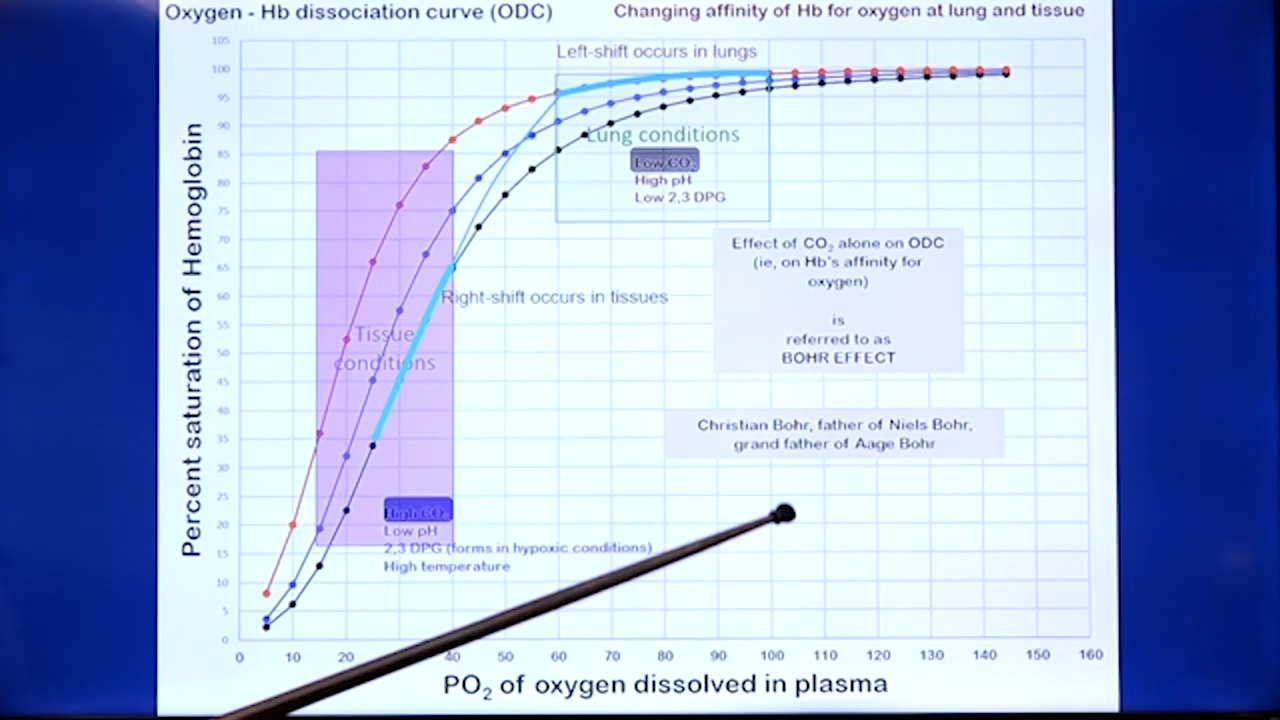 Oxygen - Hb dissociation curve (ODC)
Changing affinity of Hb for oxygen at lung and tissue
Left-shift occurs in lungs
Lung conditions
Low CO₂
High pH
Low 2,3 DPG
Effect of CO₂ alone on ODC
(ie, on Hb's affinity for
oxygen)
is
referred to as
BOHR EFFECT
Right-shift occurs in tissues
Tissue
conditions
Christian Bohr, father of Niels Bohr,
grand father of Aage Bohr
High CO₂
Low pH
2,3 DPG (forms in hypoxic conditions)
High temperature
Percent saturation of Hemoglobin
105
100
95
90
85
80
75
70
65
60
55
50
45
40
35
30
25
20
15
10
5
0
0 10 20 40 50 60 70 80 90 100 110 120 130 140 150 160
PO₂ of oxygen dissolved in plasma